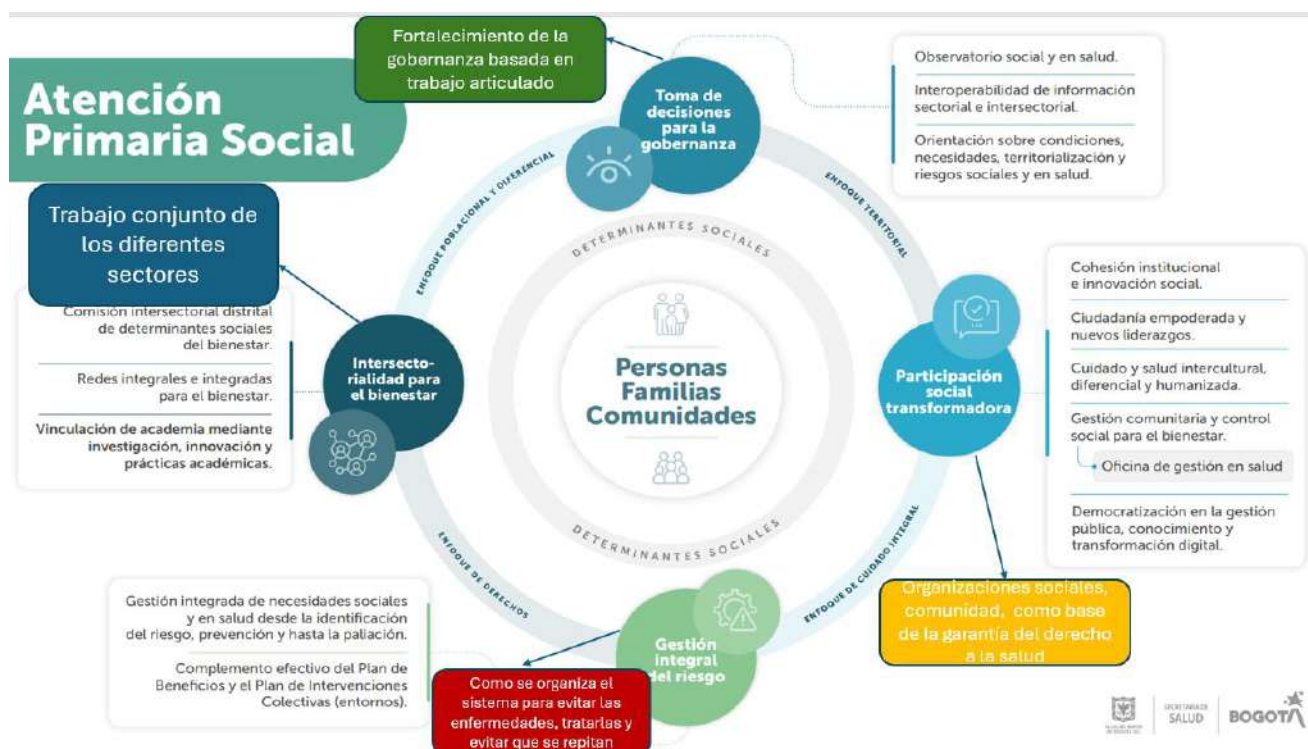 Atención
Primaria Social
Fortalecimiento de la
gobernanza basada en
trabajo articulado
Toma de
decisiones
para la
gobernanza
Observatorio social y en salud.
Interoperabilidad de información
sectorial e intersectorial.
Orientación sobre condiciones,
necesidades, territorialización y
riesgos sociales y en salud.
ENFOQUE POBLACIONAL Y DIFERENCIAL
ENFOQUE TERRITORIAL
DETERMINANTES SOCIALES
Trabajo conjunto de
los diferentes
sectores
Comisión intersectorial distrital
de determinantes sociales
del bienestar.
Redes integrales e integradas
para el bienestar.
Vinculación de academia mediante
investigación, innovación y
prácticas académicas.
Intersecto-
rialidad para
el bienestar
Personas
Familias
Comunidades
Participación
social
transformadora
Cohesión institucional
e innovación social.
Ciudadanía empoderada y
nuevos liderazgos.
Cuidado y salud intercultural,
diferencial y humanizada.
Gestión comunitaria y control
social para el bienestar.
Oficina de gestión en salud
Democratización en la gestión
pública, conocimiento y
transformación digital.
DETERMINANTES SOCIALES
ENFOQUE DE DERECHOS
ENFOQUE DE CUIDADO INTEGRAL
Organizaciones sociales,
comunidad, como base
de la garantía del derecho
a la salud
Gestión integrada de necesidades sociales
y en salud desde la identificación
del riesgo, prevención y hasta la paliación.
Complemento efectivo del Plan de
Beneficios y el Plan de Intervenciones
Colectivas (entornos).
Gestión
integral
del riesgo
Como se organiza el
sistema para evitar las
enfermedades, tratarlas y
evitar que se repitan
SECRETARÍA DE
SALUD
BOGOTÁ